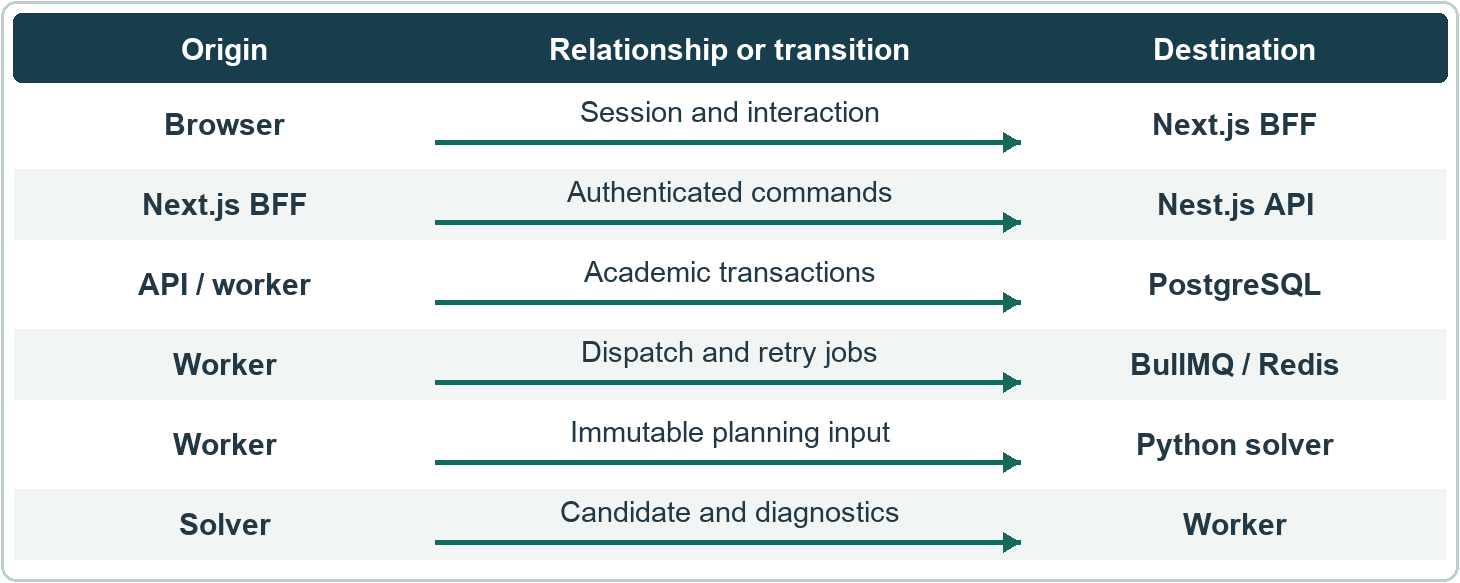 Origin Relationship or transition Destination
Browser Session and interaction Next.js BFF
Next.js BFF Authenticated commands Nest.js API
API / worker Academic transactions PostgreSQL
Worker Dispatch and retry jobs BullMQ / Redis
Worker Immutable planning input Python solver
Solver Candidate and diagnostics Worker